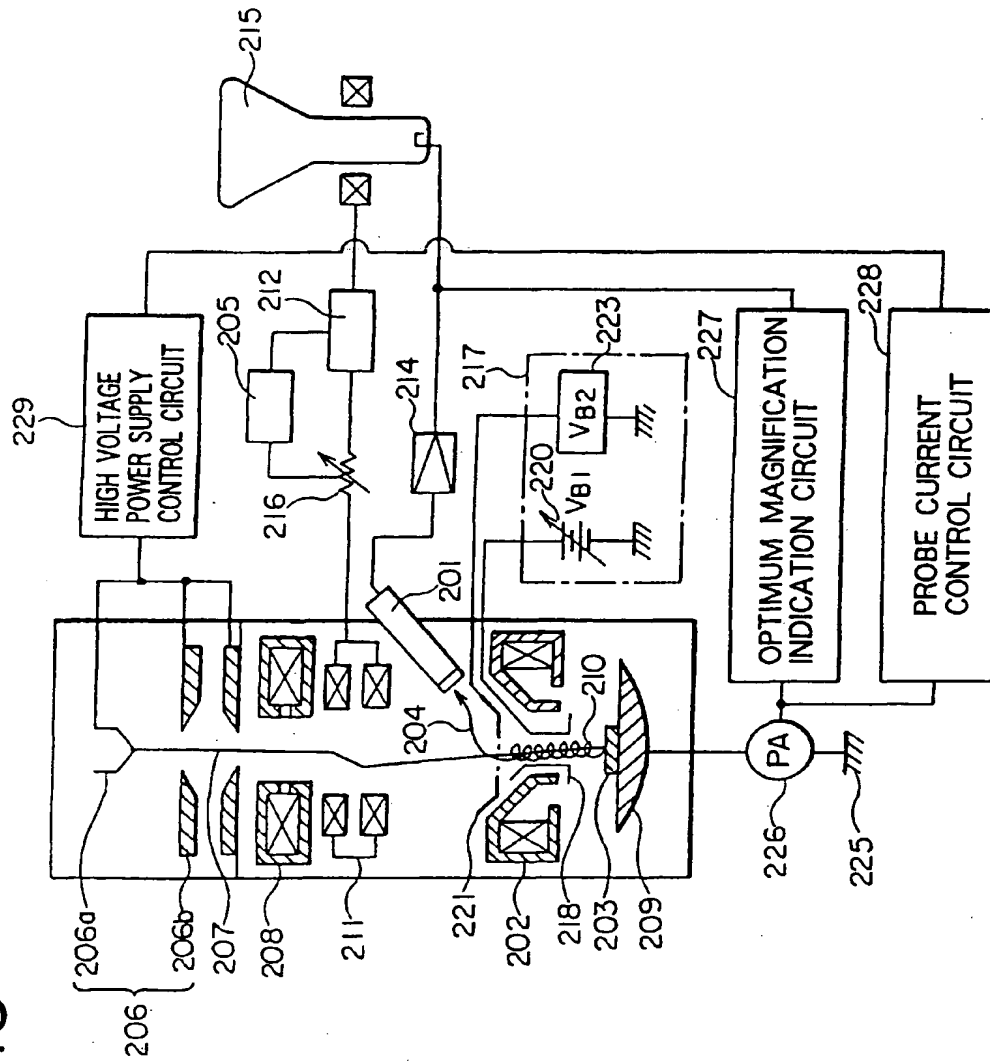 229
HIGH VOLTAGE
POWER SUPPLY
CONTROL CIRCUIT
215
205
212
216
214
201
204
217
223
VB2
220
VB1
210
206a
206b
206
207
208
211
221
202
218
203
209
PA
226
225
227
OPTIMUM MAGNIFICATION
INDICATION CIRCUIT
228
PROBE CURRENT
CONTROL CIRCUIT